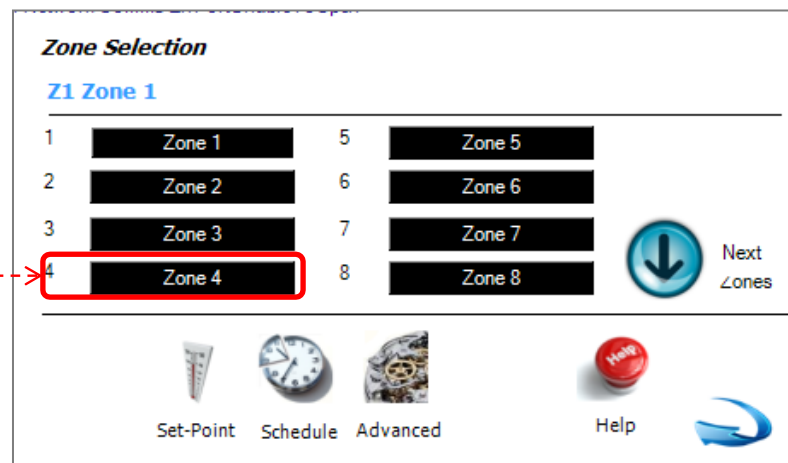 Zone Selection
Z1 Zone 1
1 Zone 1 5 Zone 5
2 Zone 2 6 Zone 6
3 Zone 3 7 Zone 7
4 Zone 4 8 Zone 8
Next
Zones
Set-Point Schedule Advanced Help
Help